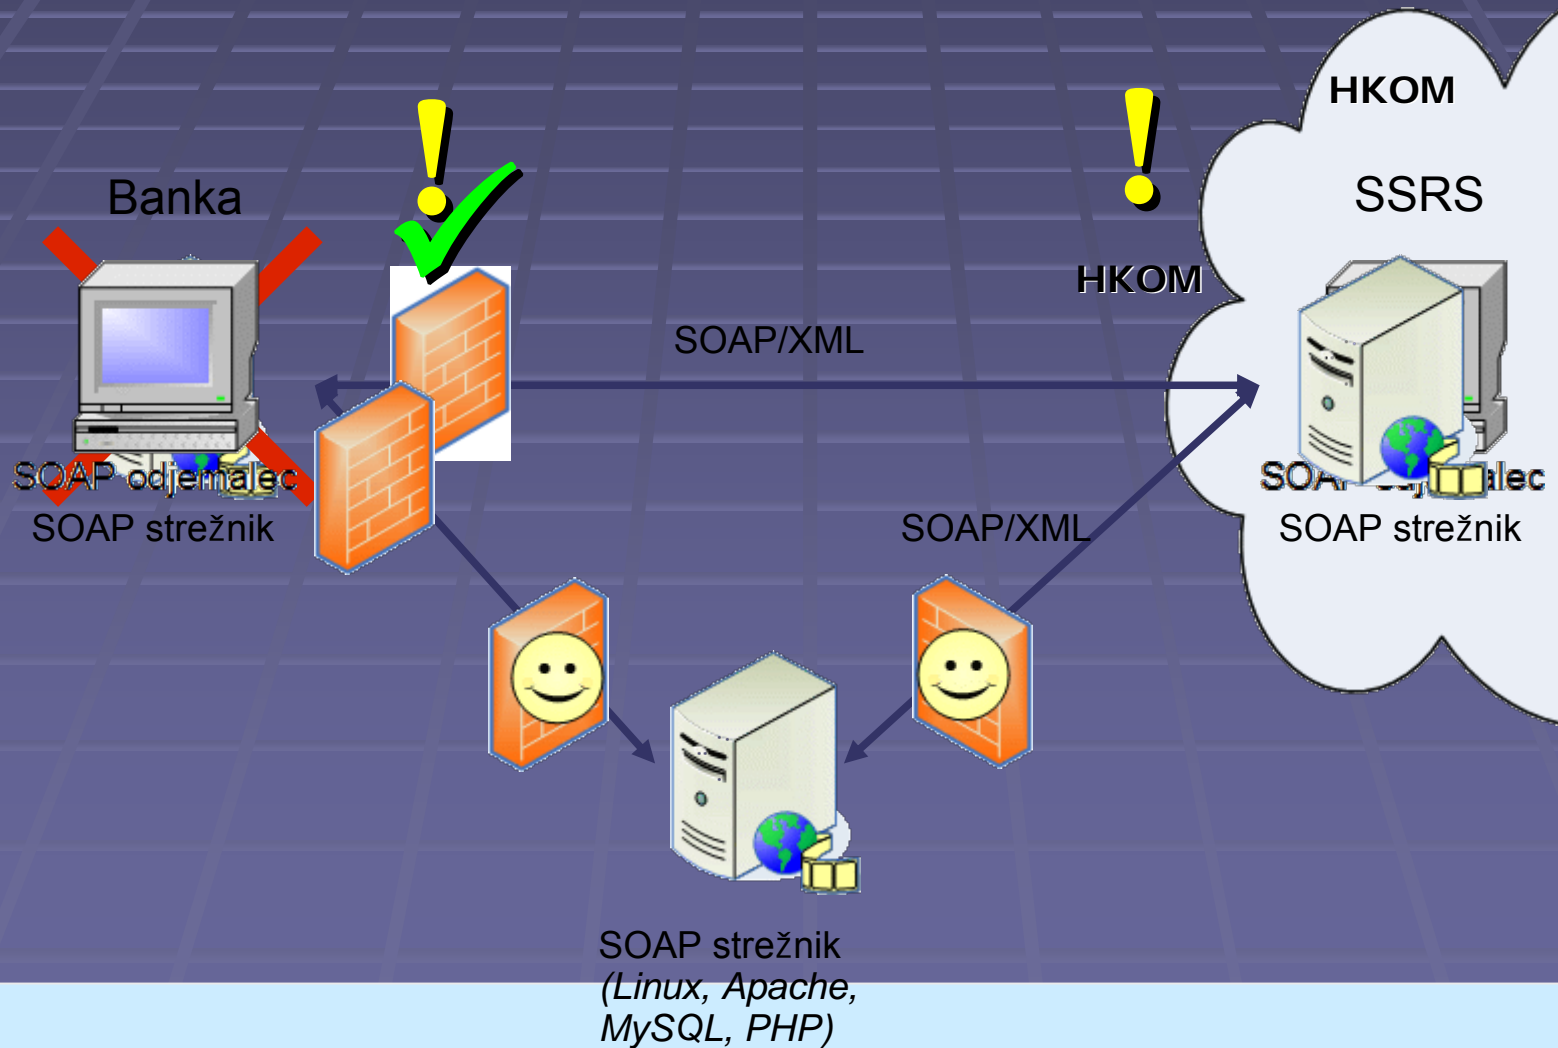 HKOM
Banka
SSRS
HKOM
SOAP/XML
SOAP odjemalec
SOAP strežnik
SOAP/XML
SOAP strežnik
SOAP strežnik
(Linux, Apache,
MySQL, PHP)